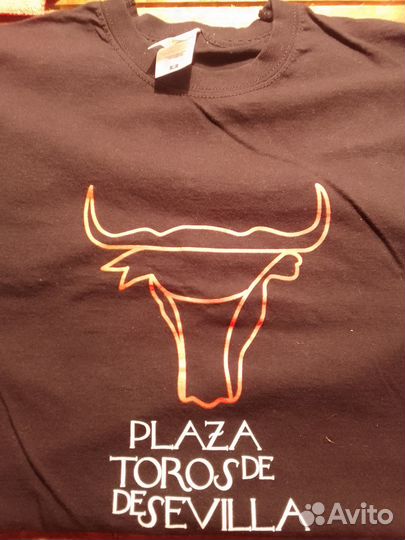 PLAZA
TOROS DE
DE SEVILLA
Avito